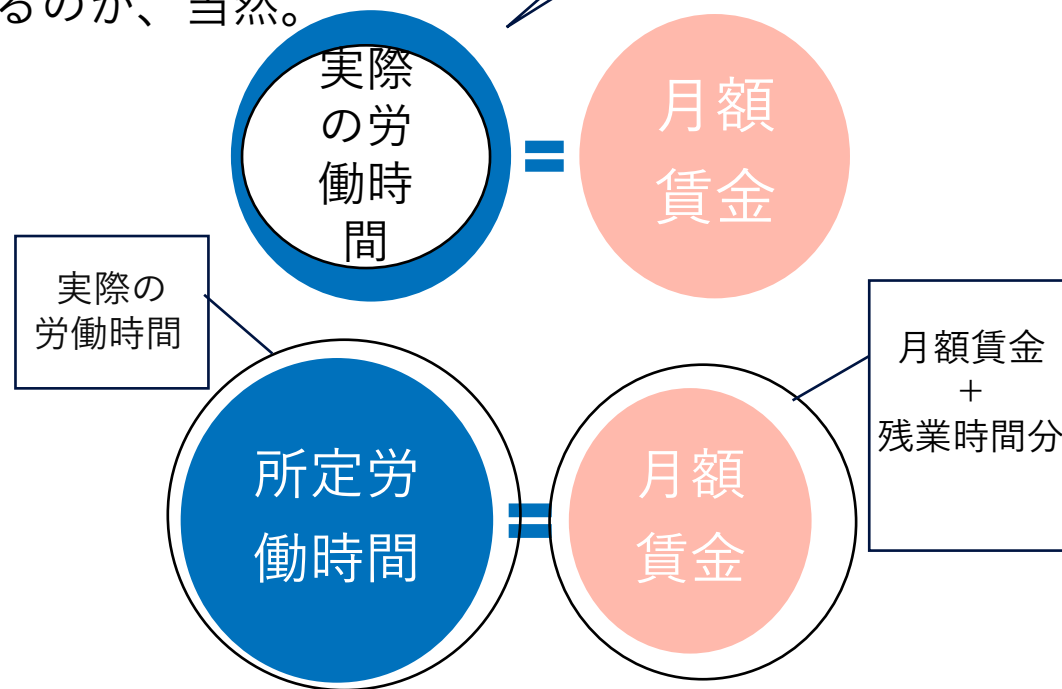 るのが、当然。
実際
の労
働時
間
=
月額
賃金
実際の
労働時間
月額賃金
+
残業時間分
所定労
働時間
=
月額
賃金